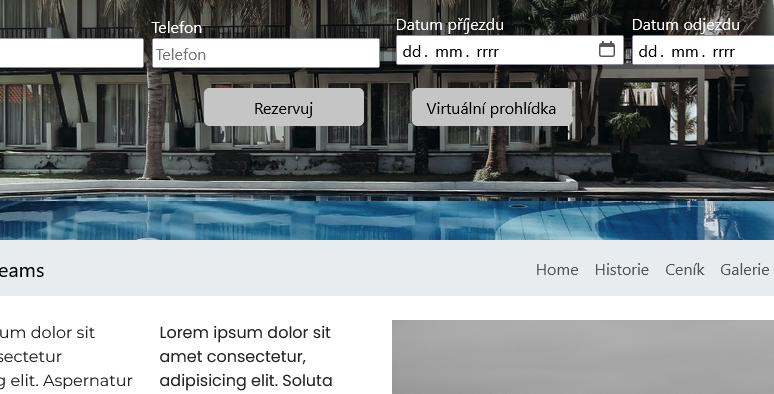 Telefon
Datum příjezdu
Datum odjezdu
Telefon
dd. mm. rrrr
dd. mm. rrrr
Rezervuj
Virtuální prohlídka
eams
Home Historie Ceník Galerie
um dolor sit
sectetur
g elit. Aspernatur
Lorem ipsum dolor sit
amet consectetur,
adipisicing elit. Soluta